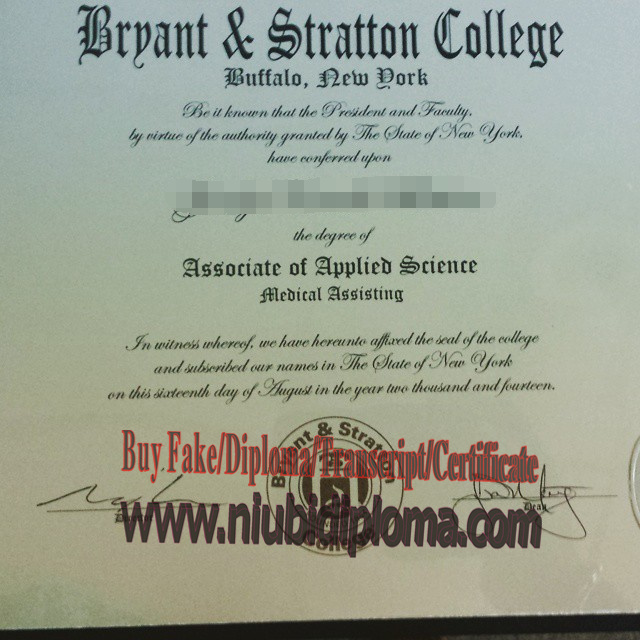 Bryant & Stratton College
Buffalo, New York
Be it known that the President and Faculty,
by virtue of the authority granted by The State of New York,
have conferred upon
the degree of
Associate of Applied Science
Medical Assisting
In witness whereof, we have hereunto affixed the seal of the college
and subscribed our names in The State of New York
on this sixteenth day of August in the year two thousand and fourteen.
Buy Fake/Diploma/Transcript/Certificate
Dean
www.niubidiploma.com